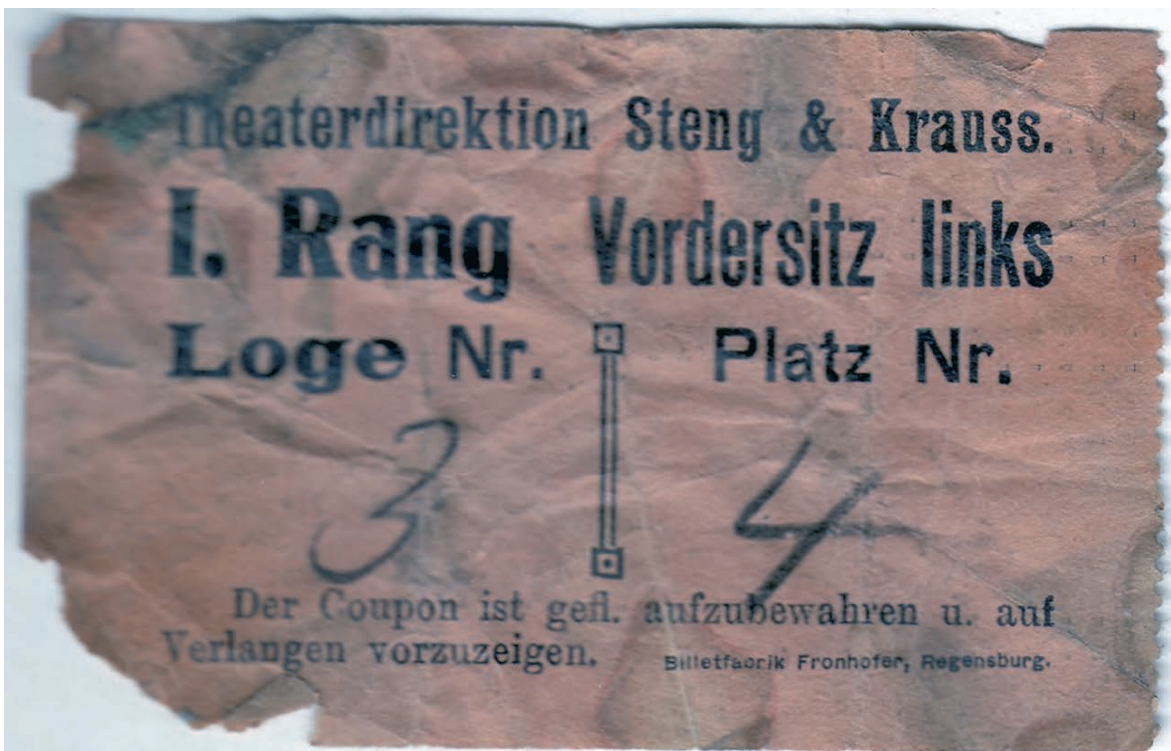 Theaterdirektion Steng & Krauss.
I. Rang Vordersitz links
Loge Nr. Platz Nr.
3 4
Der Coupon ist gefl. aufzubewahren u. auf
Verlangen vorzuzeigen. Billetfabrik Fronhofer, Regensburg.